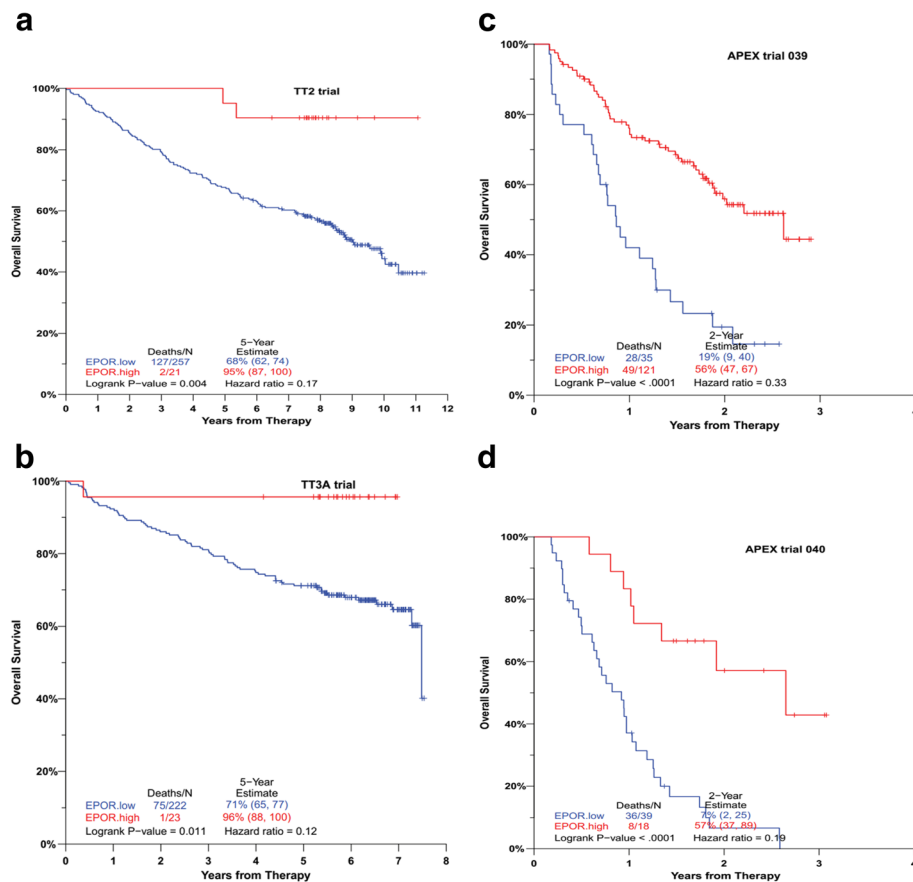 a
TT2 trial
100%
80%
60%
40%
20%
0%
Overall Survival
Deaths/N
5−Year
Estimate
EPOR.low 127/257 68% (62, 74)
EPOR.high 2/21 95% (87, 100)
Logrank P-value = 0.004 Hazard ratio = 0.17
0 1 2 3 4 5 6 7 8 9 10 11 12
Years from Therapy
b
TT3A trial
100%
80%
60%
40%
20%
0%
Overall Survival
Deaths/N
5−Year
Estimate
EPOR.low 75/222 71% (65, 77)
EPOR.high 1/23 96% (88, 100)
Logrank P-value = 0.011 Hazard ratio = 0.12
0 1 2 3 4 5 6 7 8
Years from Therapy
c
APEX trial 039
100%
80%
60%
40%
20%
0%
Overall Survival
Deaths/N
2−Year
Estimate
EPOR.low 28/35 19% (9, 40)
EPOR.high 49/121 56% (47, 67)
Logrank P-value < .0001 Hazard ratio = 0.33
0 1 2 3 4
Years from Therapy
d
APEX trial 040
100%
80%
60%
40%
20%
0%
Overall Survival
Deaths/N
2−Year
Estimate
EPOR.low 36/39 7% (2, 25)
EPOR.high 8/18 57% (37, 89)
Logrank P-value < .0001 Hazard ratio = 0.19
0 1 2 3 4
Years from Therapy